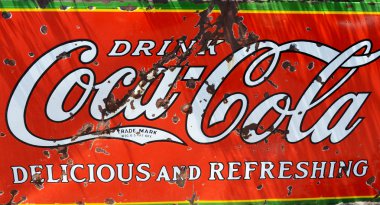 DRINK
Coca-Cola
TRADE MARK
DELICIOUS AND REFRESHING